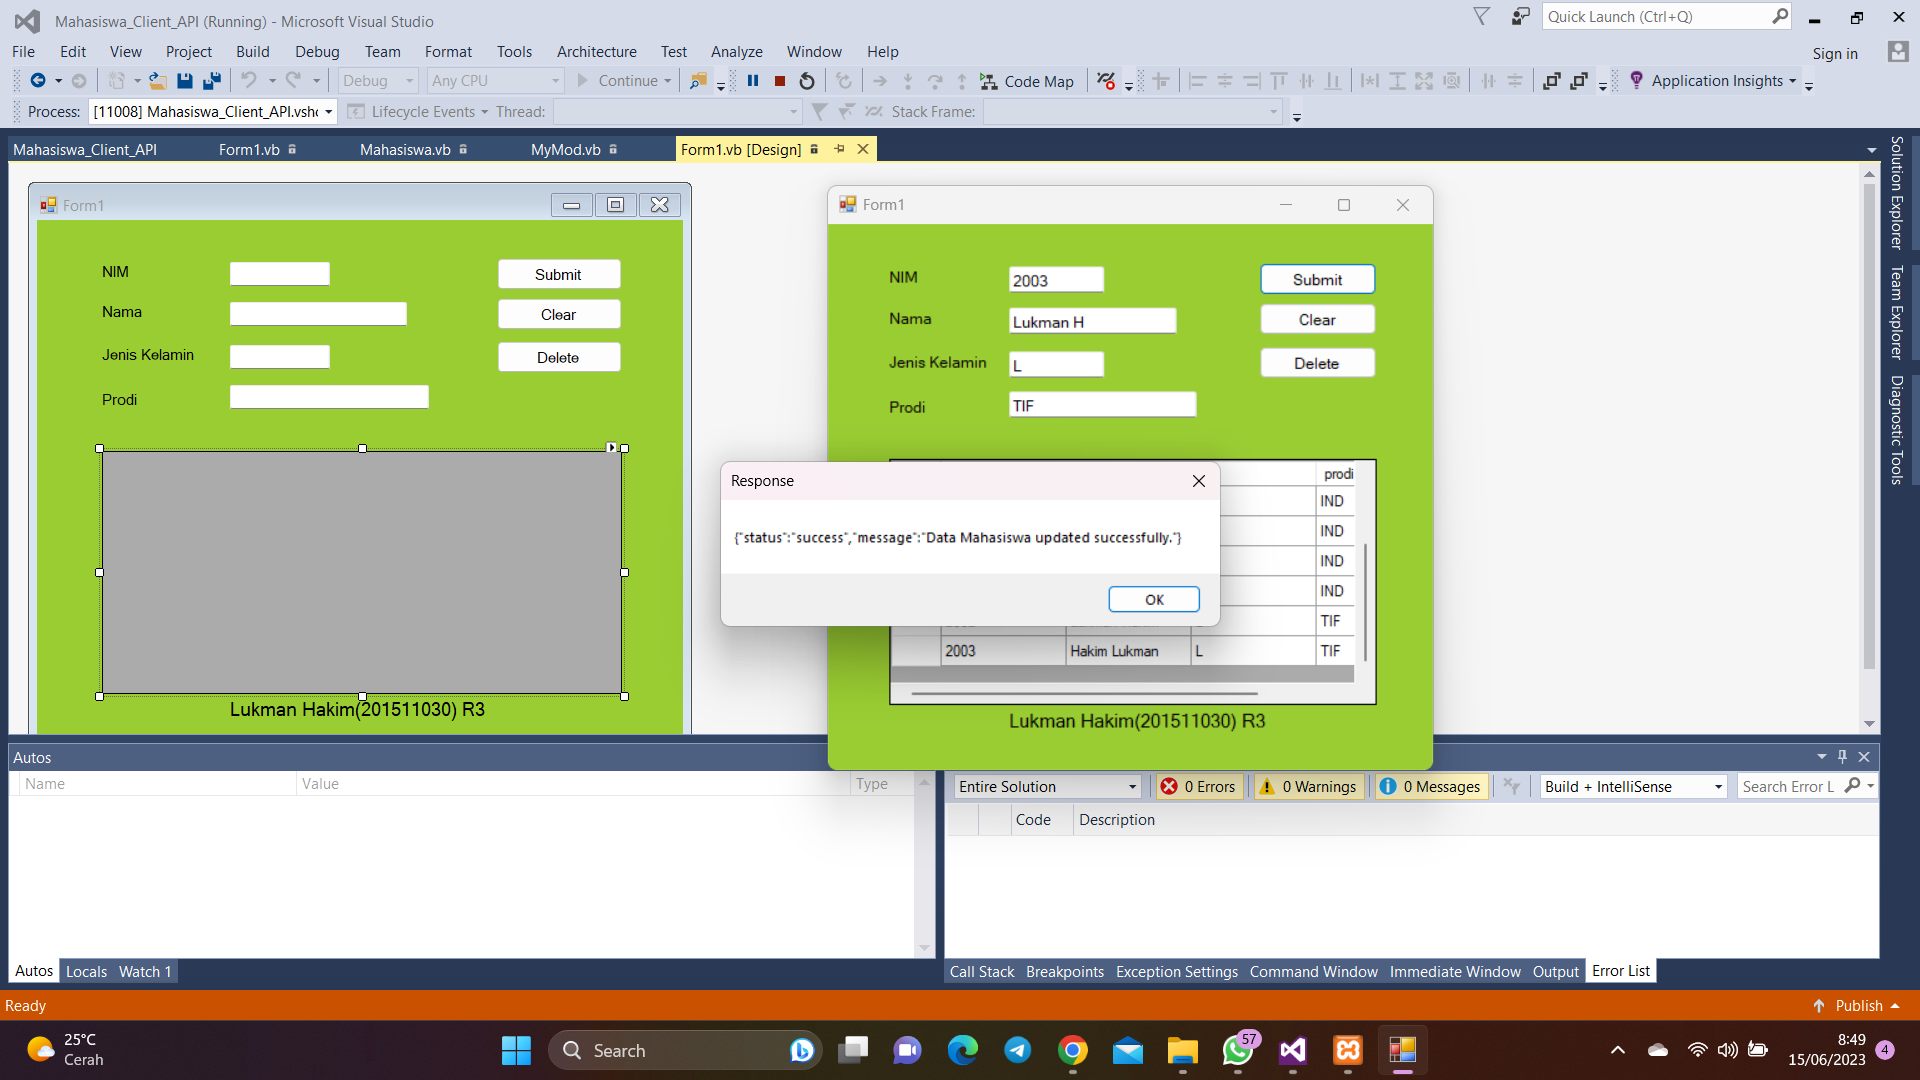 Mahasiswa_Client_API (Running) - Microsoft Visual Studio
Quick Launch (Ctrl+Q)
File Edit View Project Build Debug Team Format Tools Architecture Test Analyze Window Help
Sign in
Debug Any CPU Continue Code Map Application Insights
Process: [11008] Mahasiswa_Client_API.vsh Lifecycle Events Thread: Stack Frame:
Mahasiswa_Client_API Form1.vb Mahasiswa.vb MyMod.vb Form1.vb [Design]
Solution Explorer
Team Explorer
Diagnostic Tools
Form1
NIM
Submit
Nama
Clear
Jenis Kelamin
Delete
Prodi
Lukman Hakim(201511030) R3
Form1
NIM 2003 Submit
Nama Lukman H Clear
Jenis Kelamin L Delete
Prodi TIF
prodi
IND
IND
IND
IND
TIF
2003 Hakim Lukman L TIF
Lukman Hakim(201511030) R3
Response
{"status":"success","message":"Data Mahasiswa updated successfully."}
OK
Autos
Name Value Type
Autos Locals Watch 1
Entire Solution 0 Errors 0 Warnings 0 Messages Build + IntelliSense Search Error L
Code Description
Call Stack Breakpoints Exception Settings Command Window Immediate Window Output Error List
Ready
Publish
25°C
Cerah
Search
57
8:49
15/06/2023
4